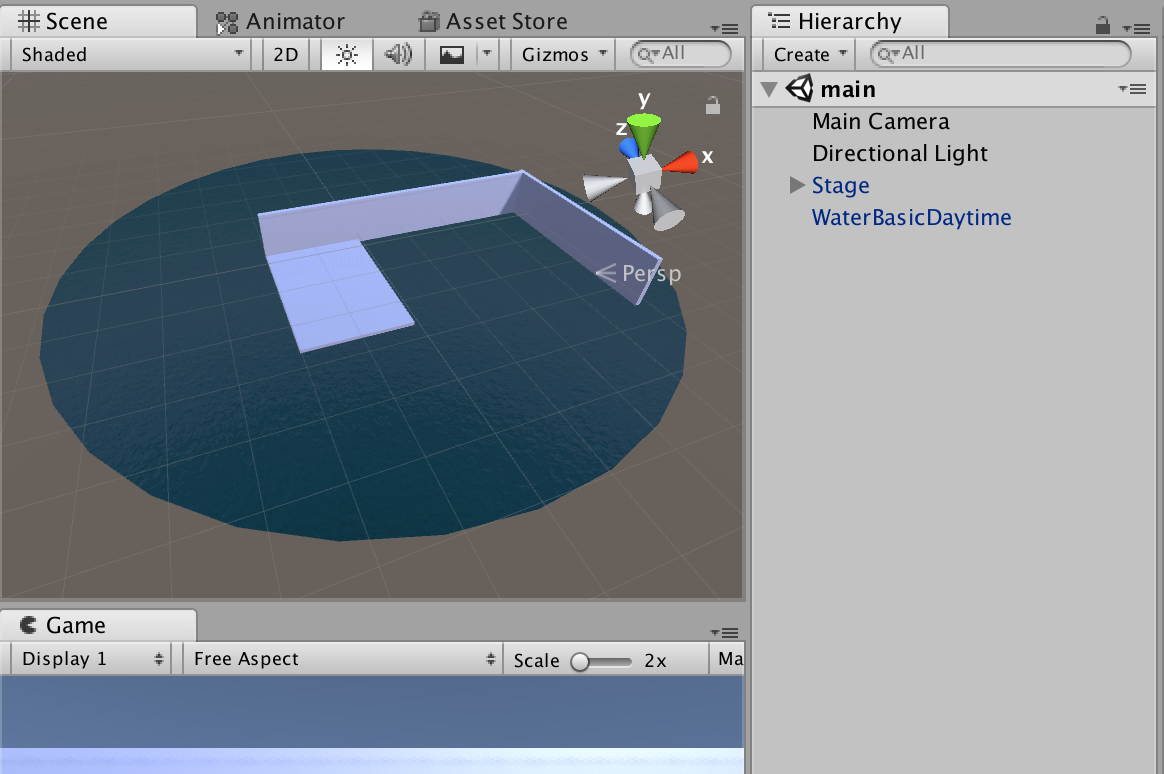 Scene Animator Asset Store
Shaded 2D Gizmos All
y
z
x
Persp
Game
Display 1 Free Aspect Scale 2x Ma
Hierarchy
Create All
main
Main Camera
Directional Light
Stage
WaterBasicDaytime